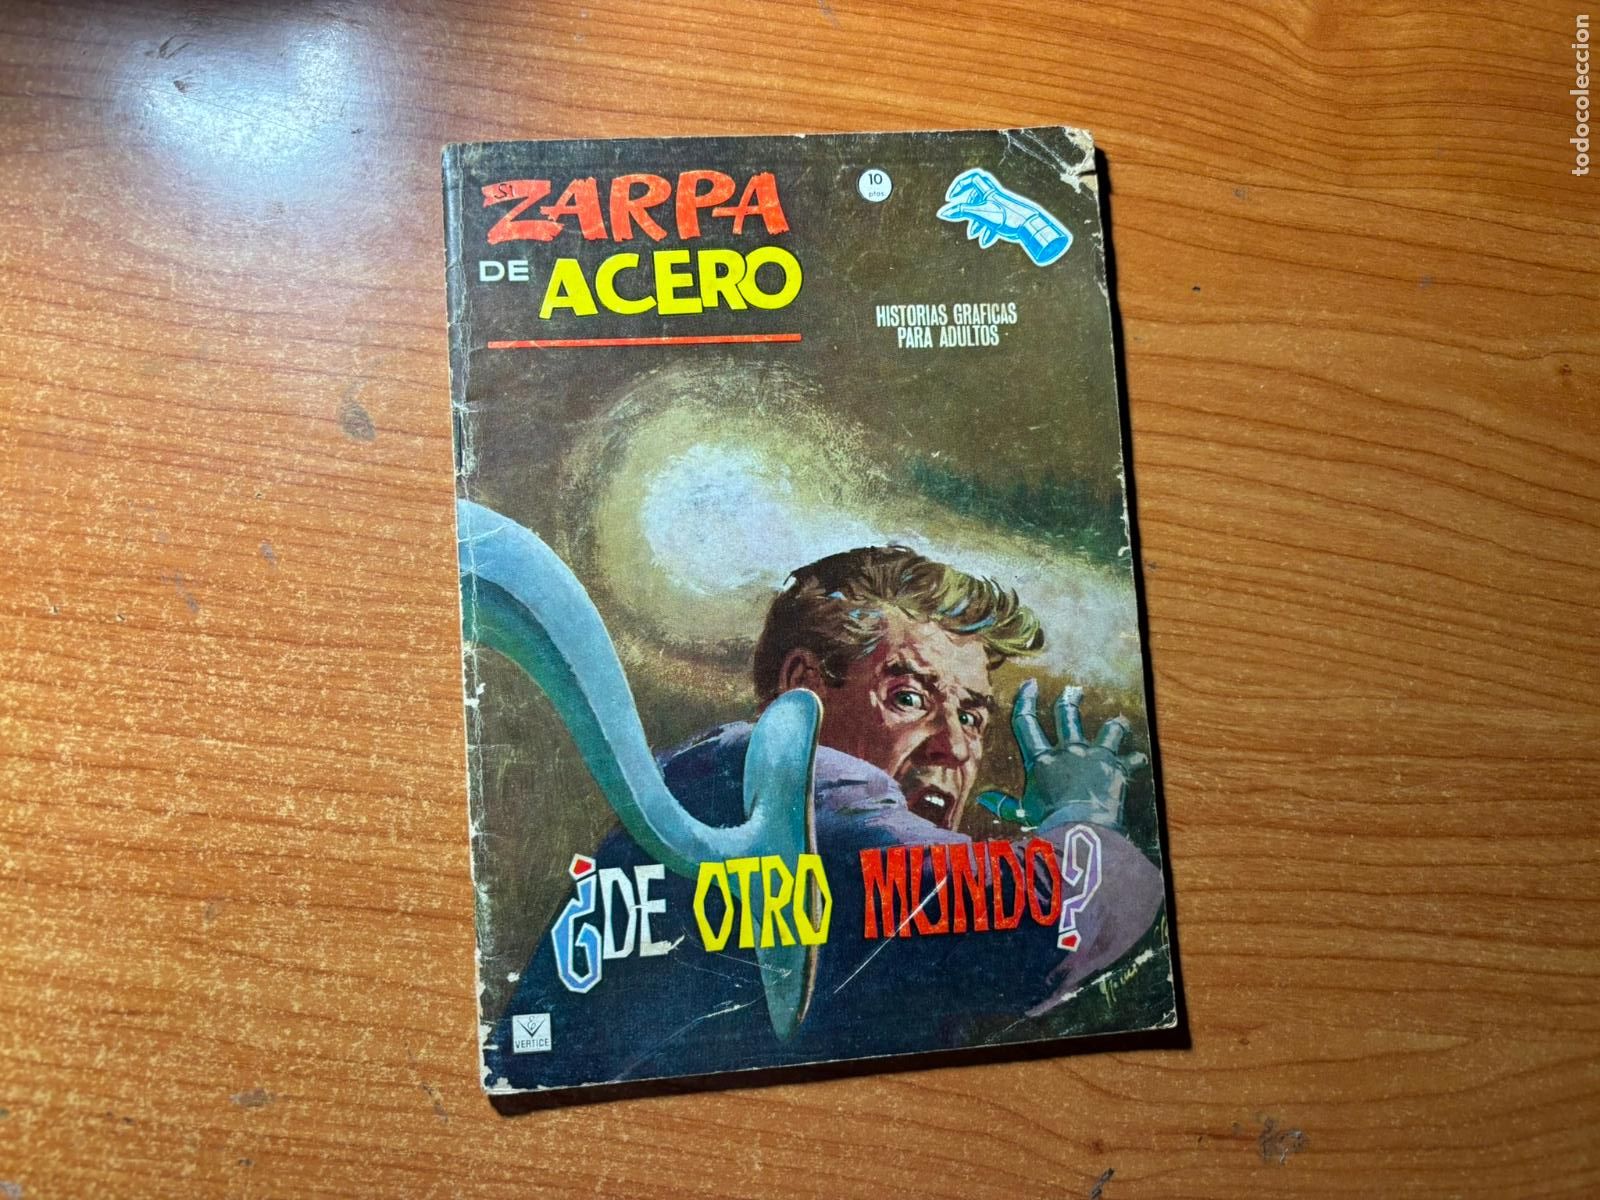 SI
ZARPA
DE ACERO
10
ptas
HISTORIAS GRAFICAS
PARA ADULTOS
¿DE OTRO MUNDO?
VERTICE
todocoleccion